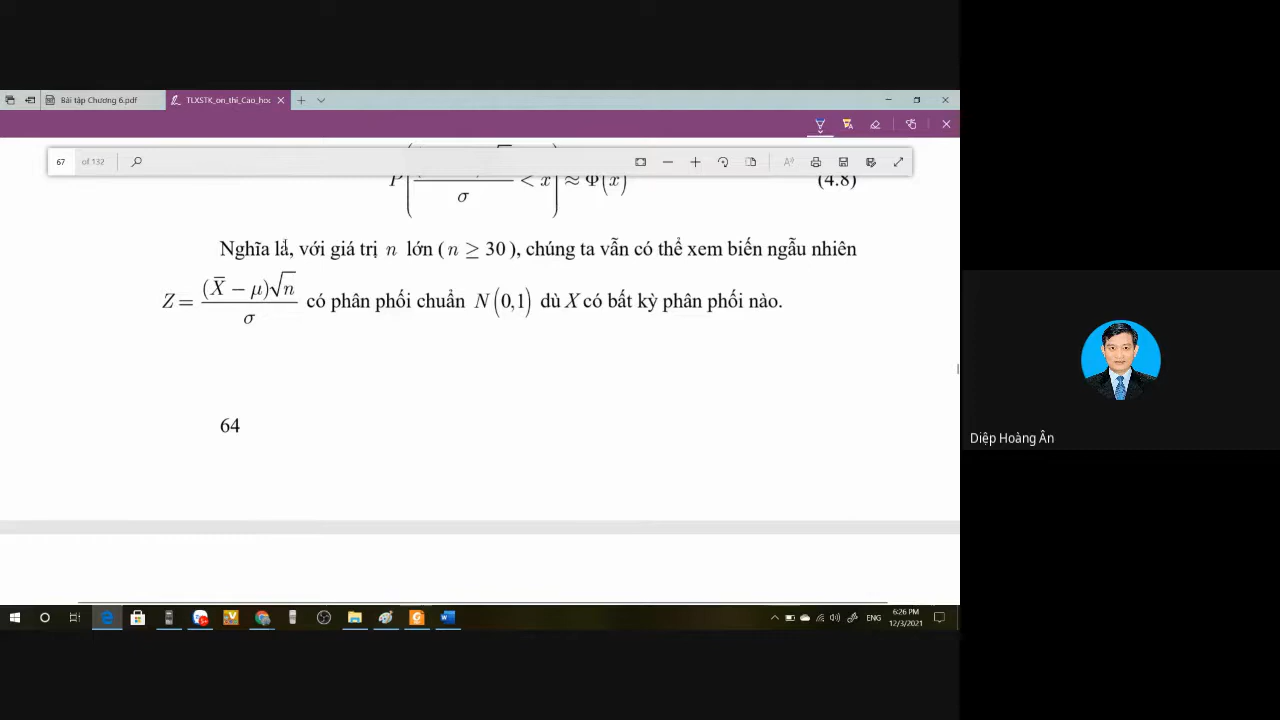 Bài tập Chương 6.pdf
TLXSTK_on_thi_Cao_họ
67 of 132
P( / σ < x ) ≈ Φ(x) (4.8)
Nghĩa là, với giá trị n lớn ( n ≥ 30 ), chúng ta vẫn có thể xem biến ngẫu nhiên
Z = (X̄ − μ)√n / σ có phân phối chuẩn N(0,1) dù X có bất kỳ phân phối nào.
64
Diệp Hoàng Ân
ENG
6:26 PM
12/3/2021